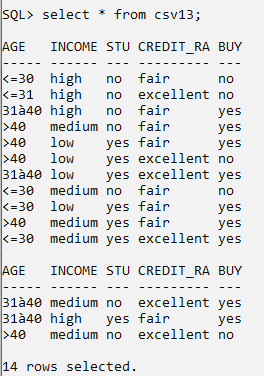 SQL> select * from csv13;
AGE INCOME STU CREDIT_RA BUY
----- ------ --- --------- ---
<=30 high no fair no
<=31 high no excellent no
31à40 high no fair yes
>40 medium no fair yes
>40 low yes fair yes
>40 low yes excellent no
31à40 low yes excellent yes
<=30 medium no fair no
<=30 low yes fair yes
>40 medium yes fair yes
<=30 medium yes excellent yes
AGE INCOME STU CREDIT_RA BUY
----- ------ --- --------- ---
31à40 medium no excellent yes
31à40 high yes fair yes
>40 medium no excellent no
14 rows selected.